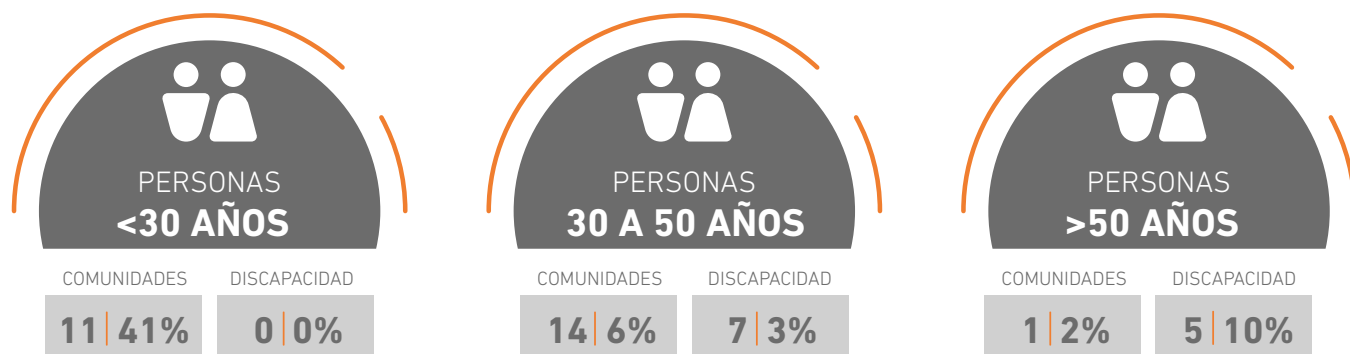 PERSONAS
<30 AÑOS
COMUNIDADES DISCAPACIDAD
11 | 41% 0 | 0%
PERSONAS
30 A 50 AÑOS
COMUNIDADES DISCAPACIDAD
14 | 6% 7 | 3%
PERSONAS
>50 AÑOS
COMUNIDADES DISCAPACIDAD
1 | 2% 5 | 10%